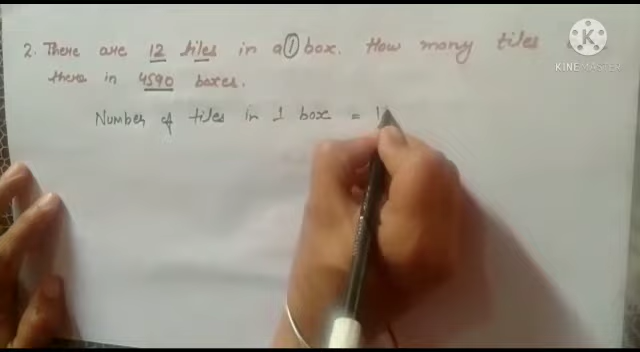 2. There are 12 tiles in a 1 box. How many tiles
there in 4590 boxes.
Number of tiles in 1 box = 1
K
KINEMASTER